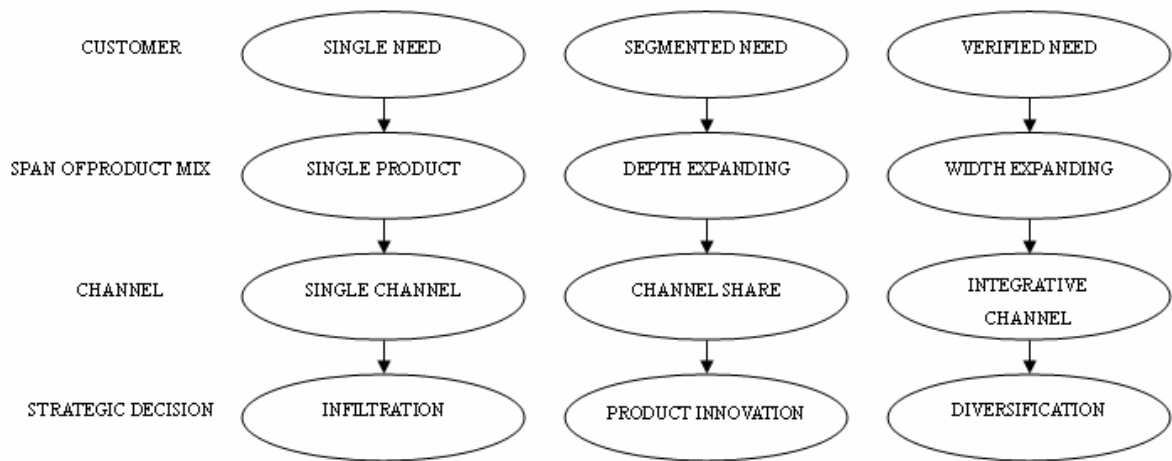 CUSTOMER SINGLE NEED SEGMENTED NEED VERIFIED NEED
SPAN OFPRODUCT MIX SINGLE PRODUCT DEPTH EXPANDING WIDTH EXPANDING
CHANNEL SINGLE CHANNEL CHANNEL SHARE INTEGRATIVE
CHANNEL
STRATEGIC DECISION INFILTRATION PRODUCT INNOVATION DIVERSIFICATION